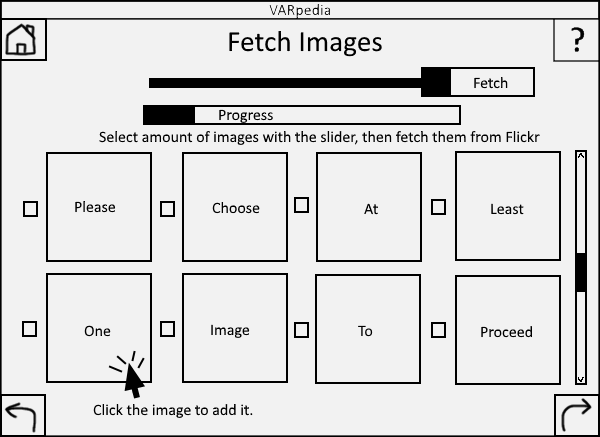 VARpedia
Fetch Images
?
Fetch
Progress
Select amount of images with the slider, then fetch them from Flickr
Please Choose At Least
One Image To Proceed
Click the image to add it.